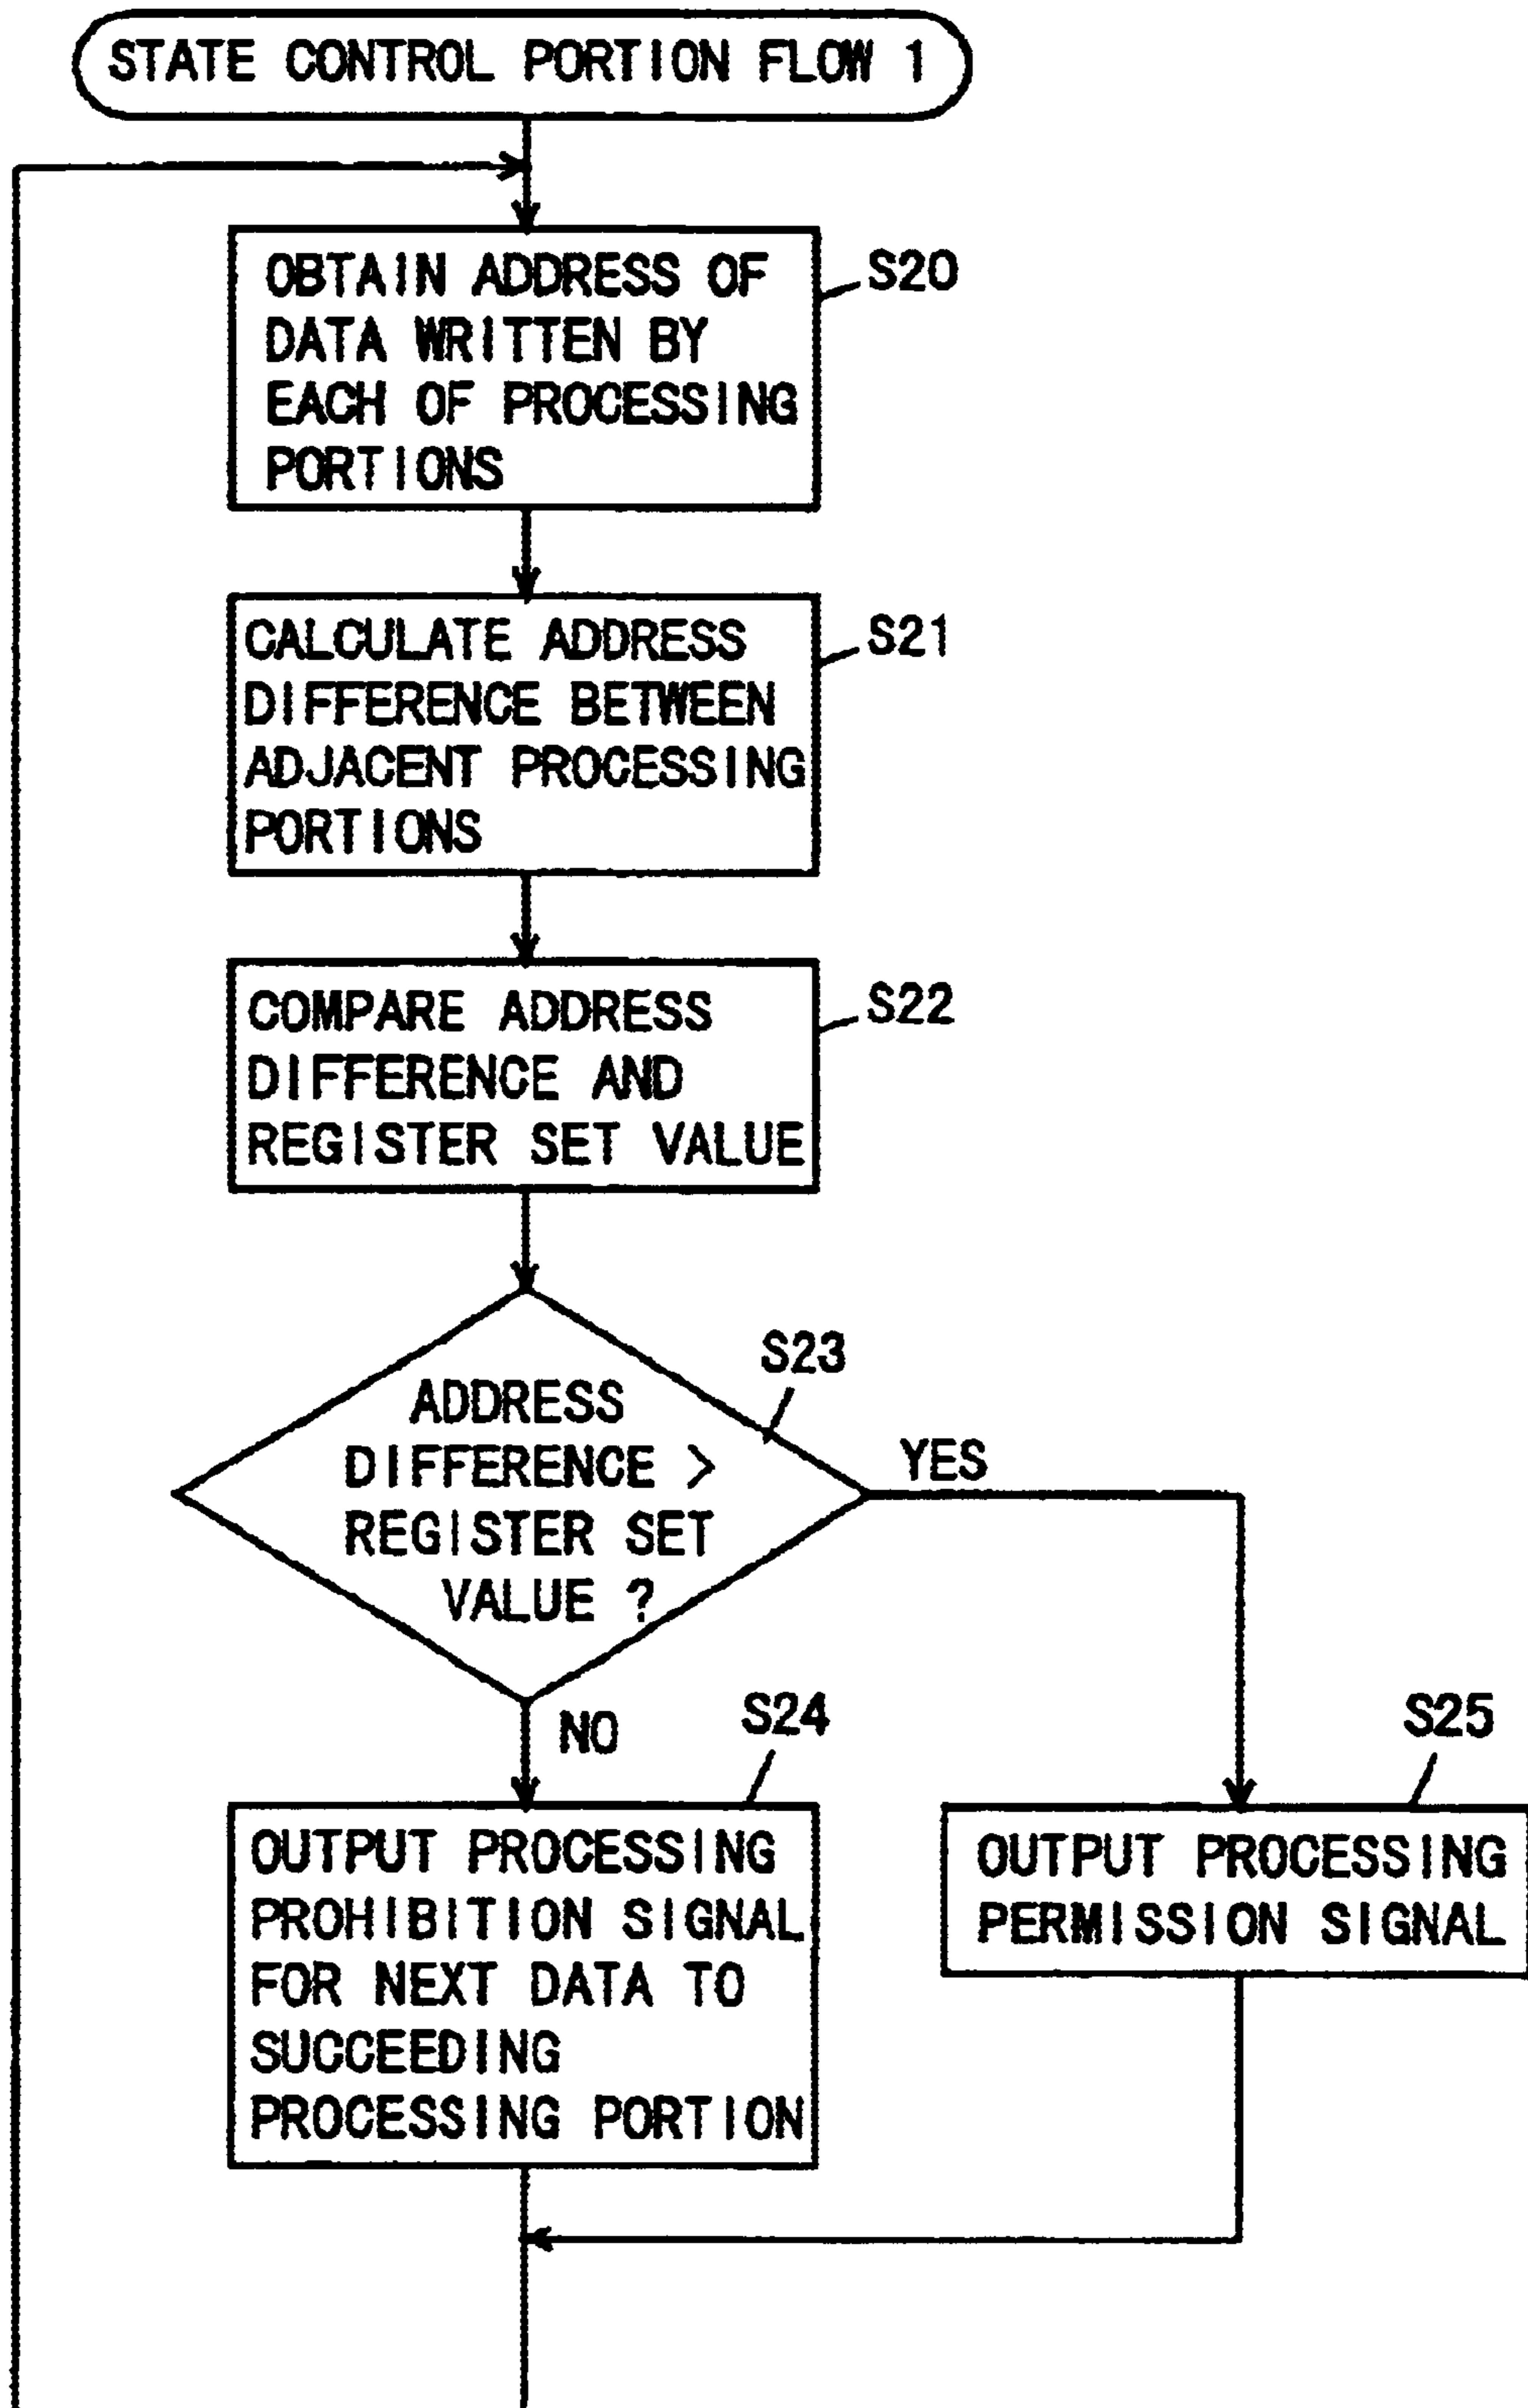 STATE CONTROL PORTION FLOW 1
OBTAIN ADDRESS OF
DATA WRITTEN BY
EACH OF PROCESSING
PORTIONS
S20
CALCULATE ADDRESS
DIFFERENCE BETWEEN
ADJACENT PROCESSING
PORTIONS
S21
COMPARE ADDRESS
DIFFERENCE AND
REGISTER SET VALUE
S22
S23
ADDRESS
DIFFERENCE >
REGISTER SET
VALUE ?
YES
NO
S24
OUTPUT PROCESSING
PROHIBITION SIGNAL
FOR NEXT DATA TO
SUCCEEDING
PROCESSING PORTION
S25
OUTPUT PROCESSING
PERMISSION SIGNAL